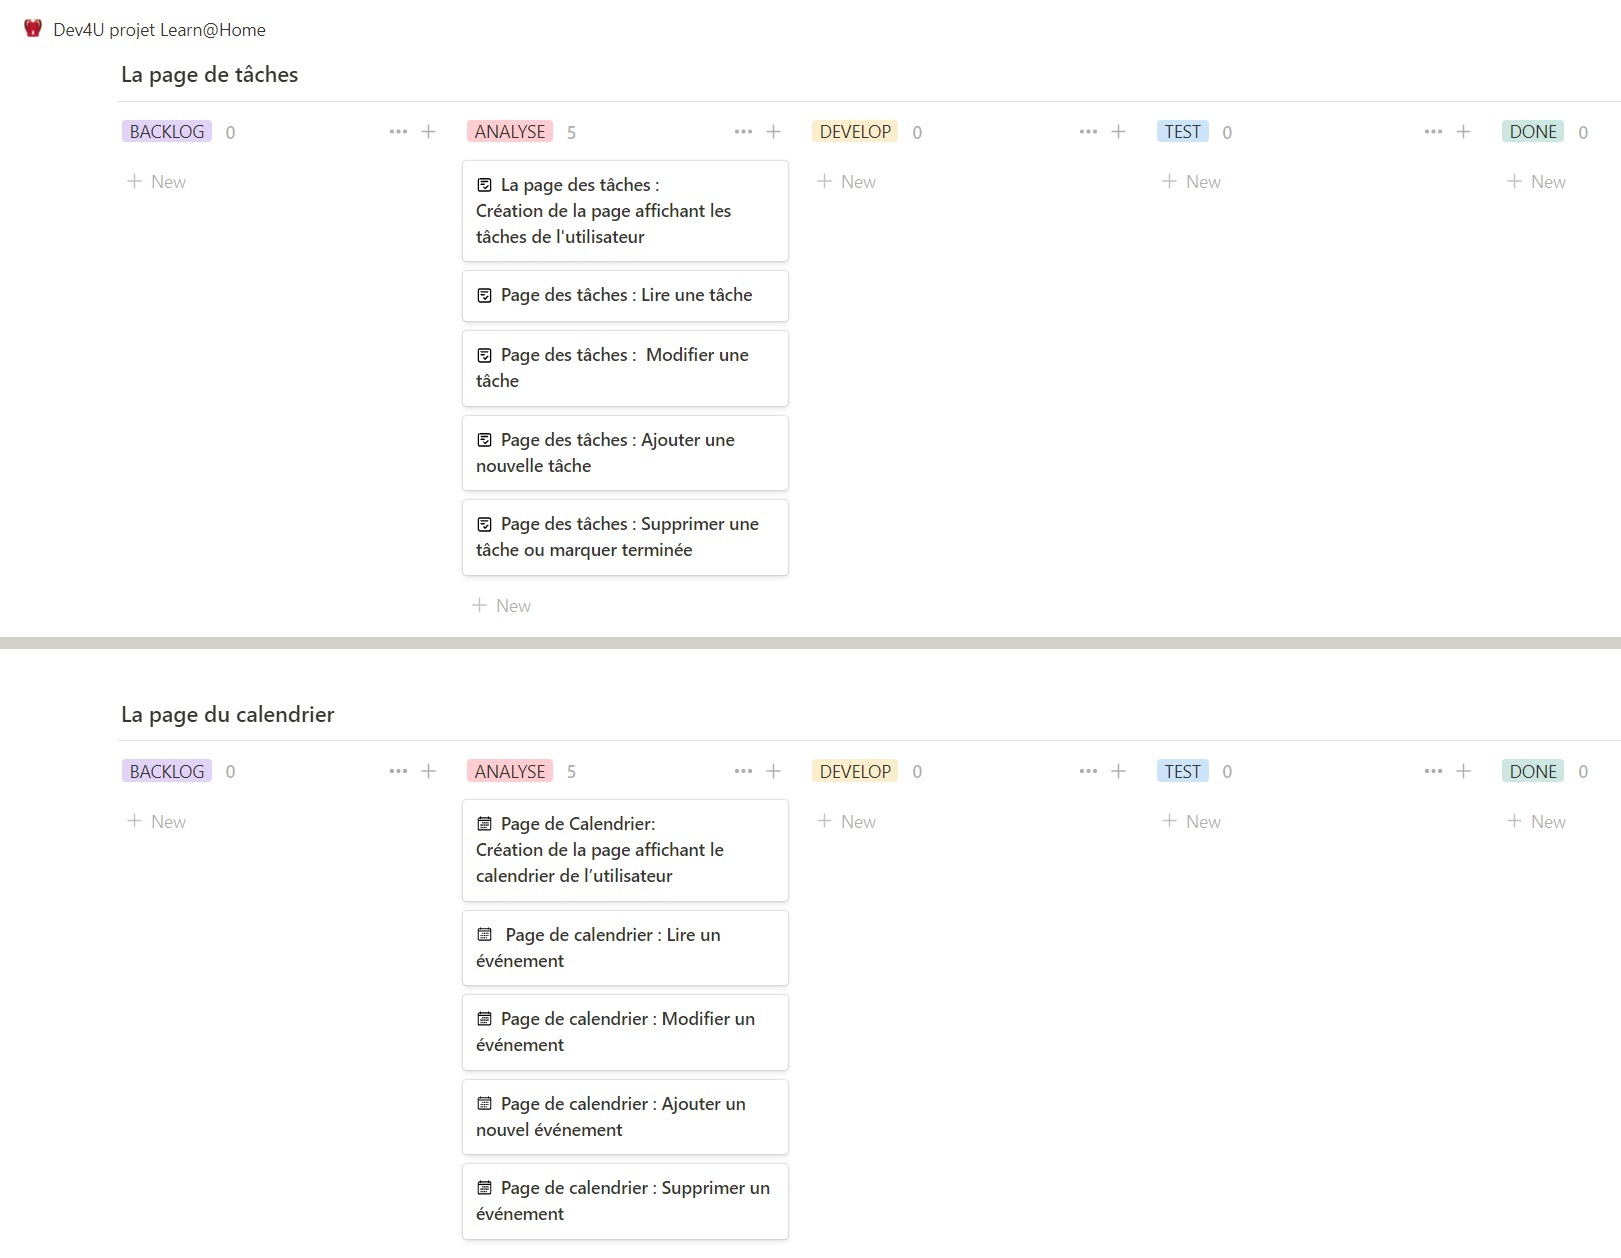 Dev4U projet Learn@Home
La page de tâches
BACKLOG 0 ANALYSE 5 DEVELOP 0 TEST 0 DONE 0
New New New New
La page des tâches :
Création de la page affichant les
tâches de l'utilisateur
Page des tâches : Lire une tâche
Page des tâches : Modifier une
tâche
Page des tâches : Ajouter une
nouvelle tâche
Page des tâches : Supprimer une
tâche ou marquer terminée
New
La page du calendrier
BACKLOG 0 ANALYSE 5 DEVELOP 0 TEST 0 DONE 0
New New New New
Page de Calendrier:
Création de la page affichant le
calendrier de l’utilisateur
Page de calendrier : Lire un
événement
Page de calendrier : Modifier un
événement
Page de calendrier : Ajouter un
nouvel événement
Page de calendrier : Supprimer un
événement